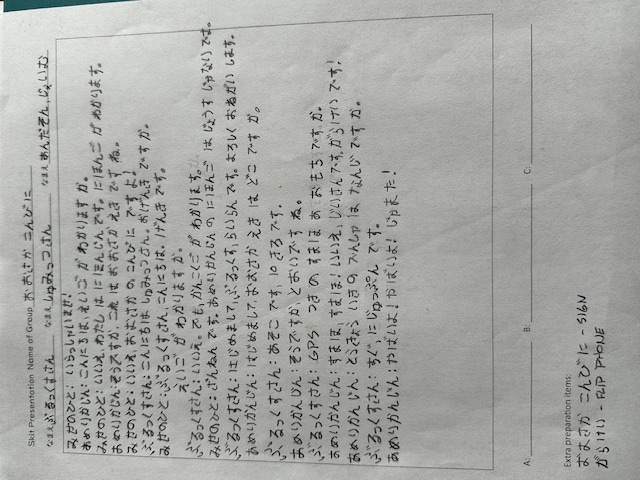 Skit Presentation Name of Group おおさか こんびに
なまえ ぶるっくすさん なまえ しゅみっつさん なまえ あんだそん,じぇいむ
みせのひと: いらっしゃいませ!
あめりかじん: こんにちは, えいご が わかります か.
みせのひと: いいえ, わたし は にほんじん です。 にほんご が わかります。
あめりかじん: そうですか, これ は おおさか えき です ね。
みせのひと: いいえ, おおさか の こんびに ですよ!
ぶるっくすさん: こんにちは しゅみっつさん。 おげんき です か。
みせのひと: ぶるっくすさん, こんにちは. げんき です。
えいご が わかります か。
ぶるっくすさん: いいえ。 でも, かんこくご が わかります。
みせのひと: ざんねん です。 あめりかじん の にほんご は じょうず じゃない です。
ぶるっくすさん: はじめまして, ぶるっくす, らいらん です。 よろしく おねがい します。
あめりかじん: はじめまして, おおさか えき は どこ です か。
ぶるっくすさん: あそこ です, 10 きろ です.
あめりかじん: そうですか, とおい です ね。
ぶるっくすさん: GPS つき の すまほ お おもち です か.
あめりかじん: すまほ, すまほ! いいえ, じいさん です, がらけい です!
あめりかじん: とうきょう いき の でんしゃ は なんじ です か。
ぶるっくすさん: すぐ, にじゅっぷん です。
あめりかじん: やばいよ! やばいよ! じゃまた!
A:
B:
C:
Extra preparation items:
おおさか こんびに - SIGN
がらけい - FLIP PHONE